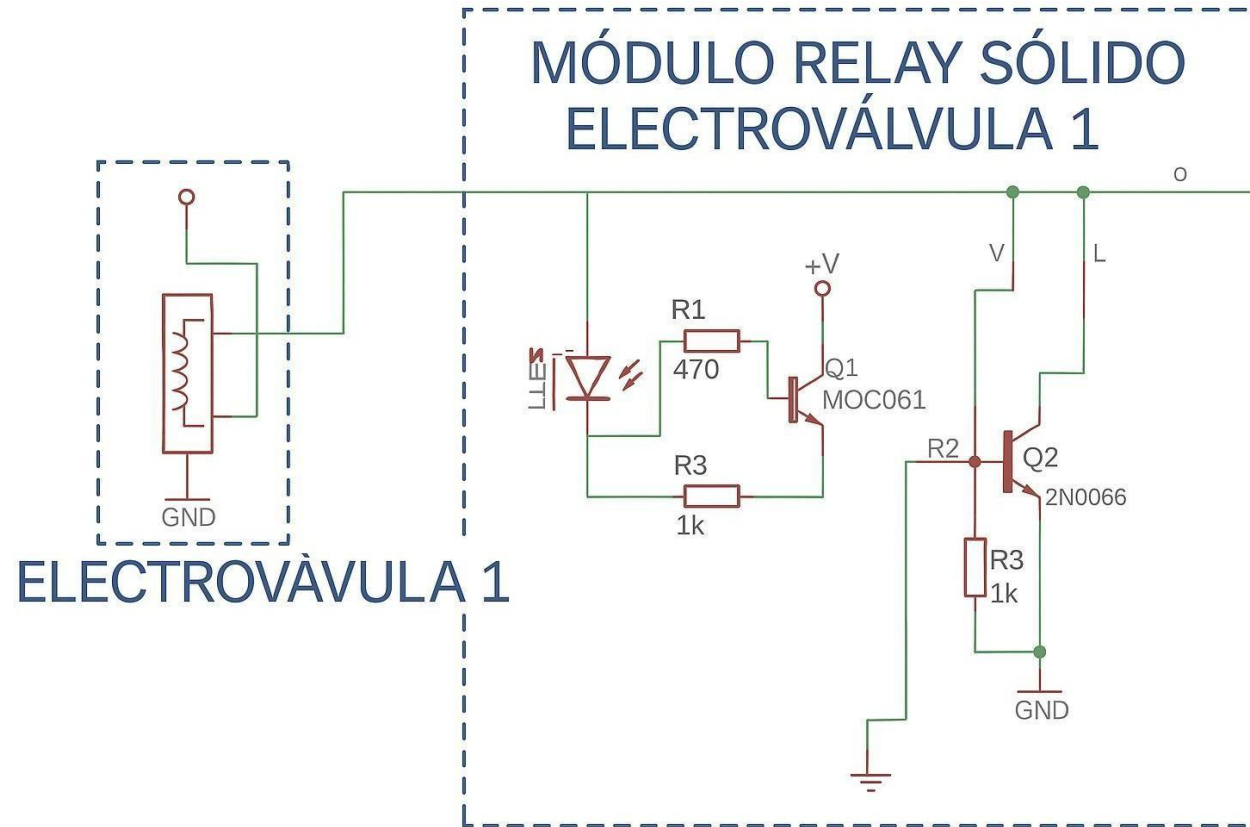 MÓDULO RELAY SÓLIDO
ELECTROVÁLVULA 1
O
V
L
+V
R1
470
Q1
MOC061
R3
1k
R2
Q2
2N0066
R3
1k
GND
GND
ELECTROVÀVULA 1